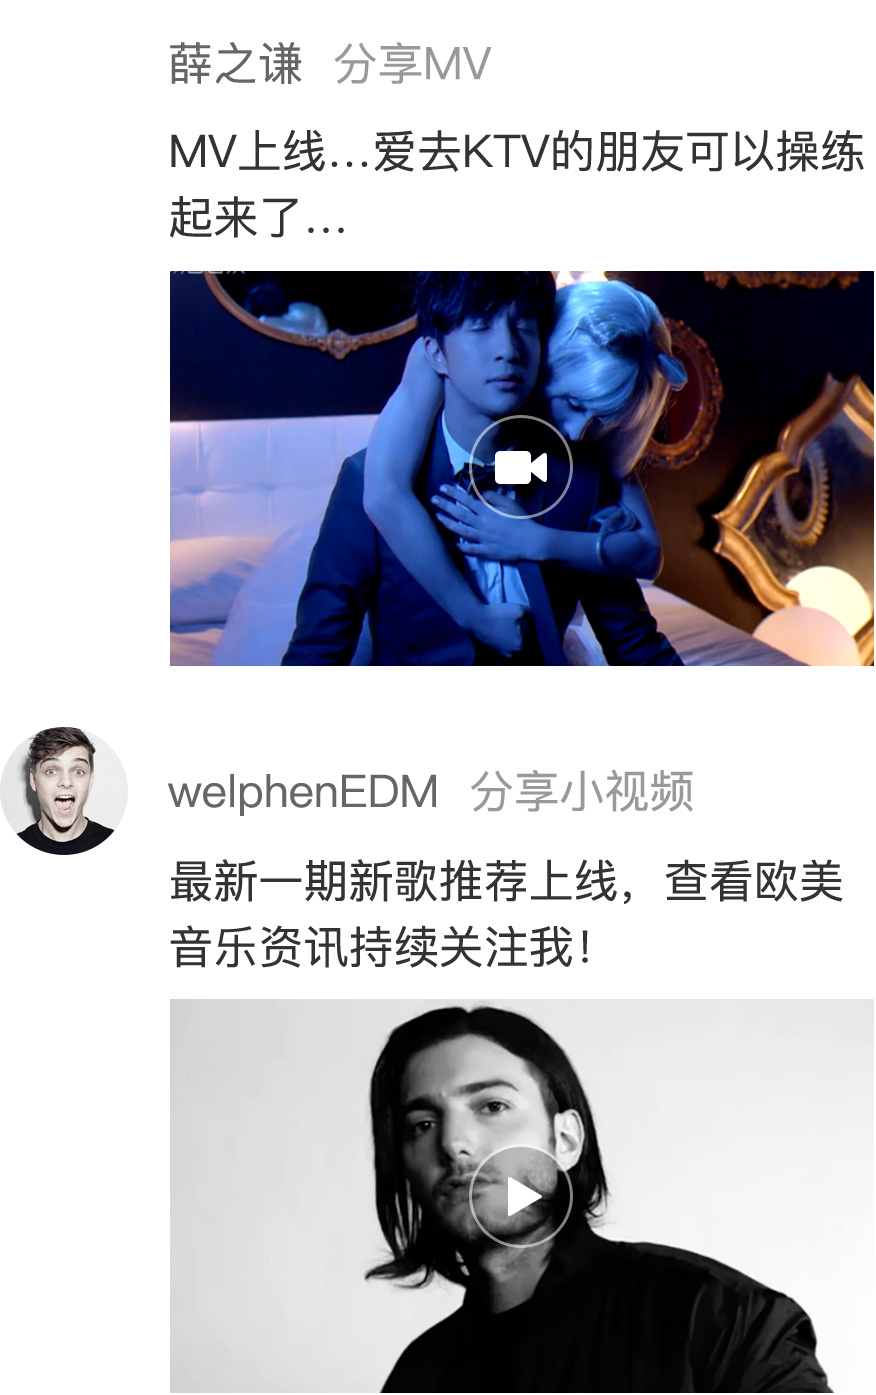 薛之谦 分享MV
MV上线…爱去KTV的朋友可以操练
起来了…
welphenEDM 分享小视频
最新一期新歌推荐上线，查看欧美
音乐资讯持续关注我！